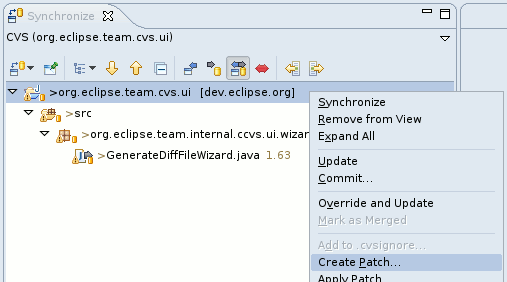 Synchronize
CVS (org.eclipse.team.cvs.ui)
>org.eclipse.team.cvs.ui [dev.eclipse.org]
>src
>org.eclipse.team.internal.ccvs.ui.wizar
>GenerateDiffFileWizard.java 1.63
Synchronize
Remove from View
Expand All
Update
Commit...
Override and Update
Mark as Merged
Add to .cvsignore...
Create Patch...
Apply Patch